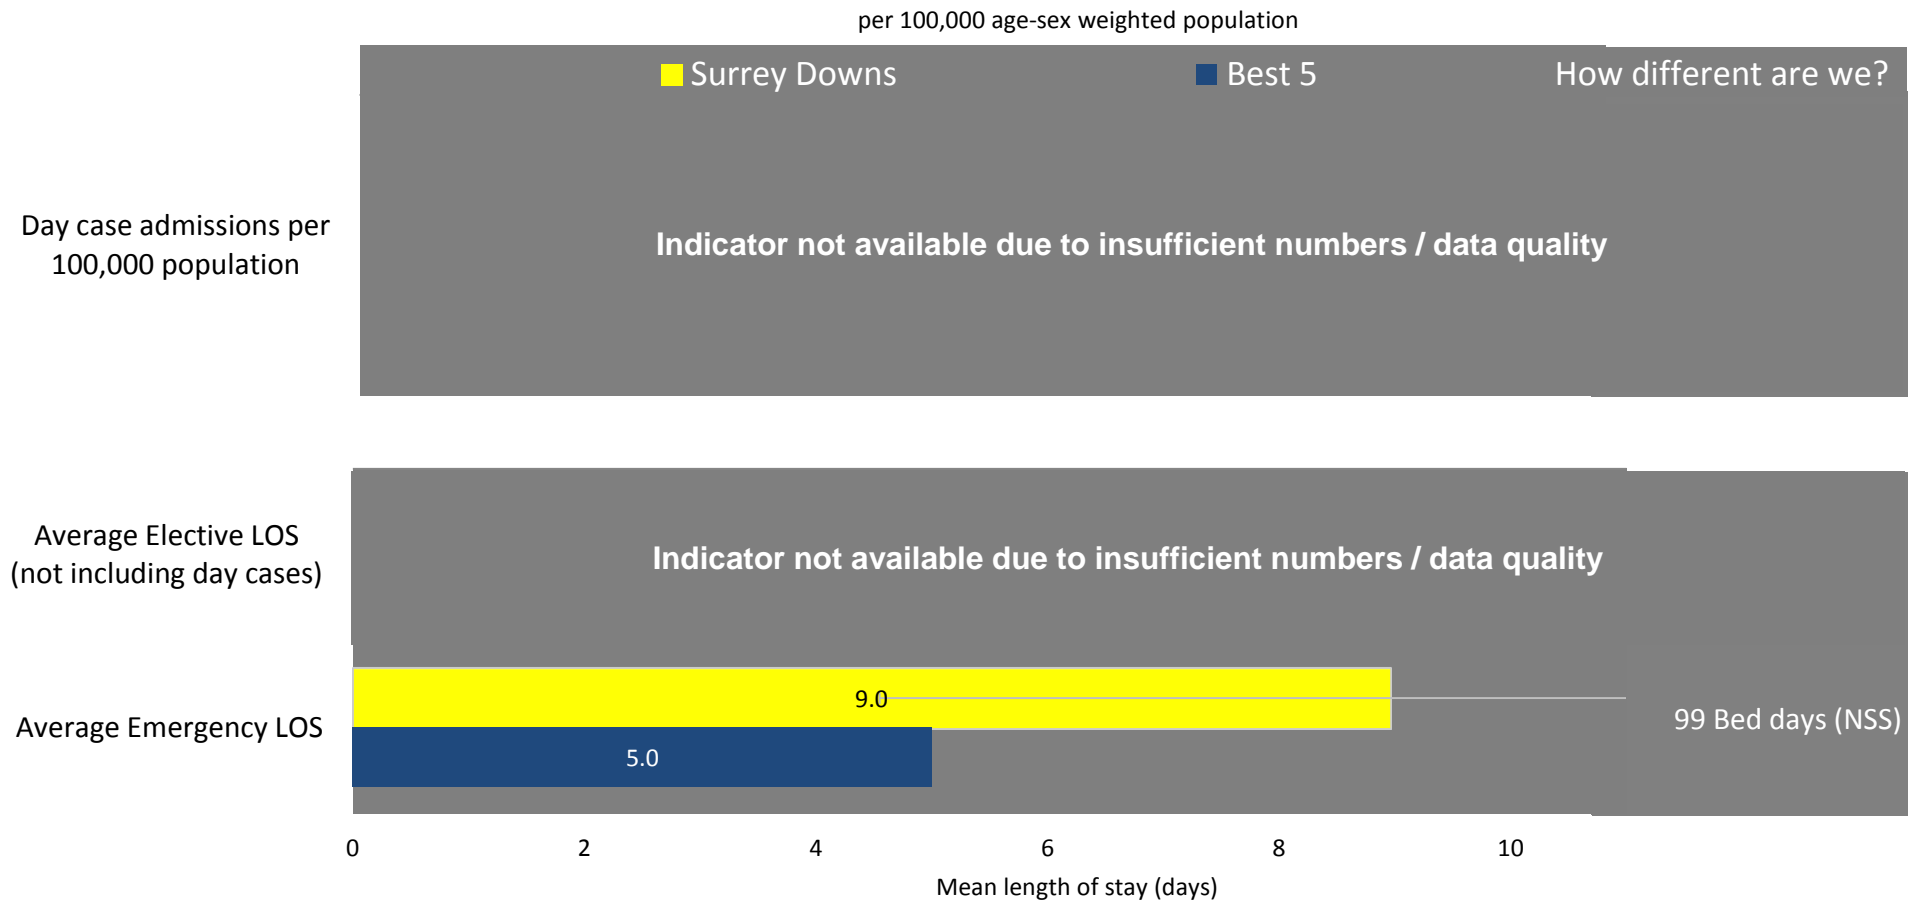 per 100,000 age-sex weighted population
Surrey Downs
Best 5
How different are we?
Day case admissions per
100,000 population
Indicator not available due to insufficient numbers / data quality
Average Elective LOS
(not including day cases)
Indicator not available due to insufficient numbers / data quality
Average Emergency LOS
9.0
5.0
99 Bed days (NSS)
0 2 4 6 8 10
Mean length of stay (days)